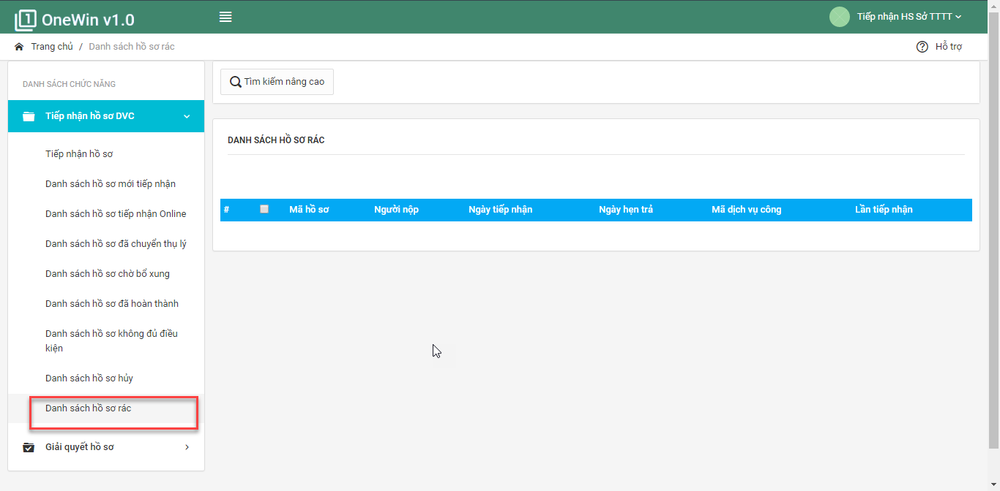 1 OneWin v1.0
Tiếp nhận HS Sở TTTT
Trang chủ / Danh sách hồ sơ rác
Hỗ trợ
DANH SÁCH CHỨC NĂNG
Tiếp nhận hồ sơ DVC
Tiếp nhận hồ sơ
Danh sách hồ sơ mới tiếp nhận
Danh sách hồ sơ tiếp nhận Online
Danh sách hồ sơ đã chuyển thụ lý
Danh sách hồ sơ chờ bổ xung
Danh sách hồ sơ đã hoàn thành
Danh sách hồ sơ không đủ điều
kiện
Danh sách hồ sơ hủy
Danh sách hồ sơ rác
Giải quyết hồ sơ
Tìm kiếm nâng cao
DANH SÁCH HỒ SƠ RÁC
# Mã hồ sơ Người nộp Ngày tiếp nhận Ngày hẹn trả Mã dịch vụ công Lần tiếp nhận